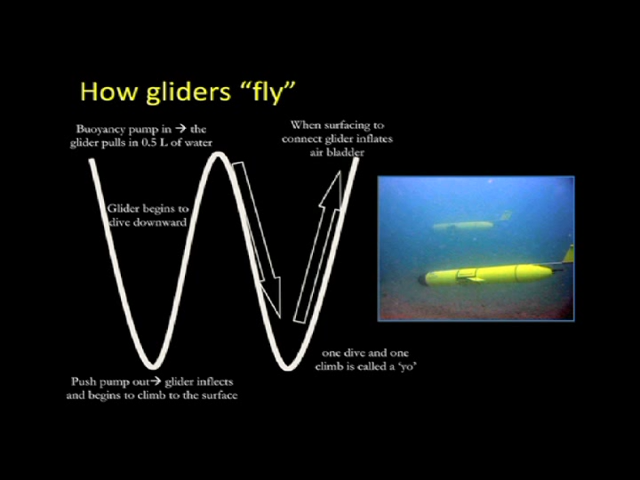 How gliders “fly”
Buoyancy pump in → the
glider pulls in 0.5 L of water
When surfacing to
connect glider inflates
air bladder
Glider begins to
dive downward
one dive and one
climb is called a ‘yo’
Push pump out→ glider inflects
and begins to climb to the surface